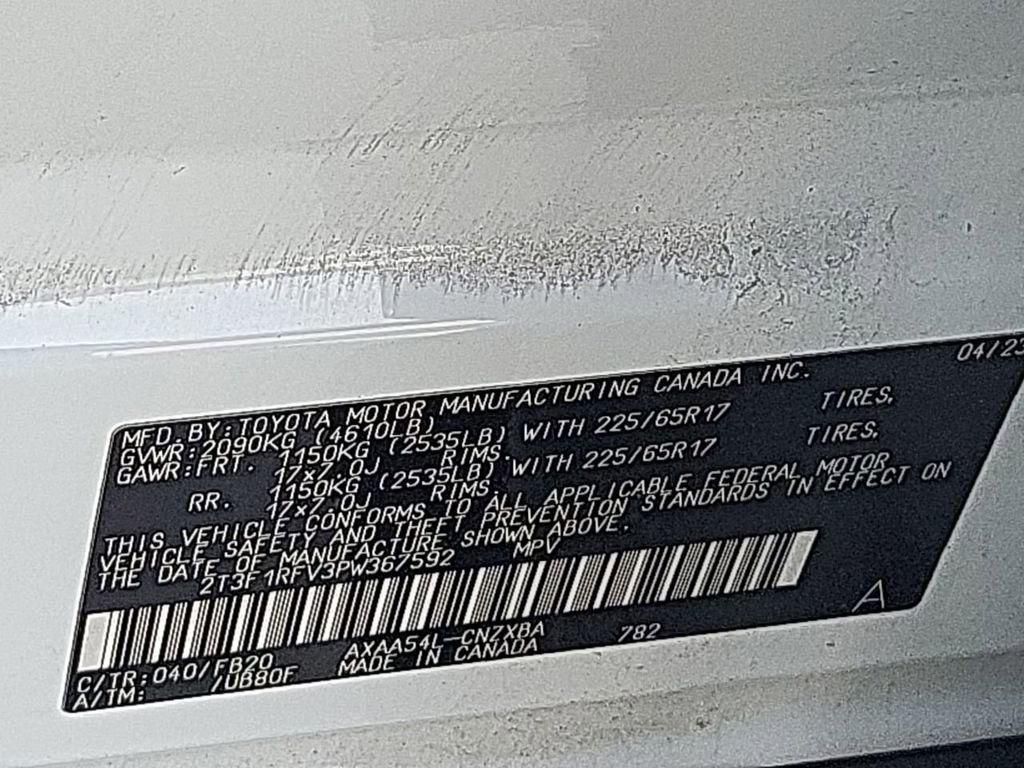 04/23
MFD. BY: TOYOTA MOTOR MANUFACTURING CANADA INC.
GVWR: 2090KG (4610LB)
GAWR: FRT. 1150KG (2535LB) WITH 225/65R17 TIRES,
17x7.0J RIMS.
RR. 1150KG (2535LB) WITH 225/65R17 TIRES,
17x7.0J RIMS.
THIS VEHICLE CONFORMS TO ALL APPLICABLE FEDERAL MOTOR
VEHICLE SAFETY AND THEFT PREVENTION STANDARDS IN EFFECT ON
THE DATE OF MANUFACTURE SHOWN ABOVE.
2T3F1RFV3PW367592 MPV
A
C/TR: 040/FB20 AXAA54L-CNZXBA 782
A/TM: /UB80F MADE IN CANADA